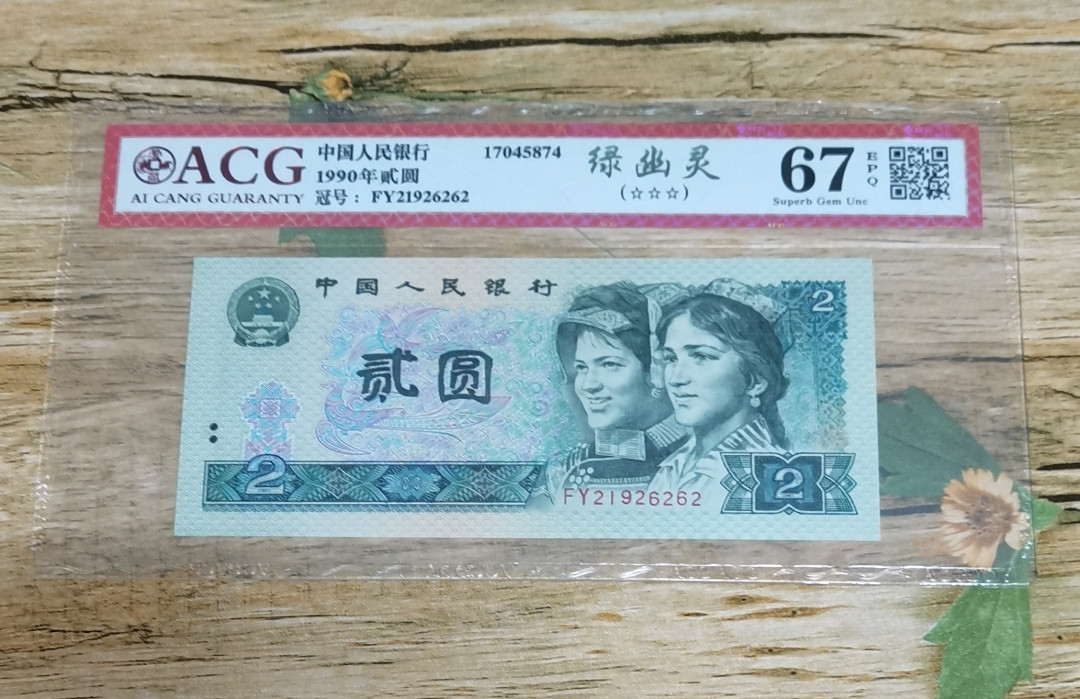 ACG
AI CANG GUARANTY
中国人民银行
1990年贰圆
冠号：FY21926262
17045874
绿幽灵
(☆☆☆)
67
EPQ
Superb Gem Unc
中国人民银行
2
贰圆
2
FY21926262
2